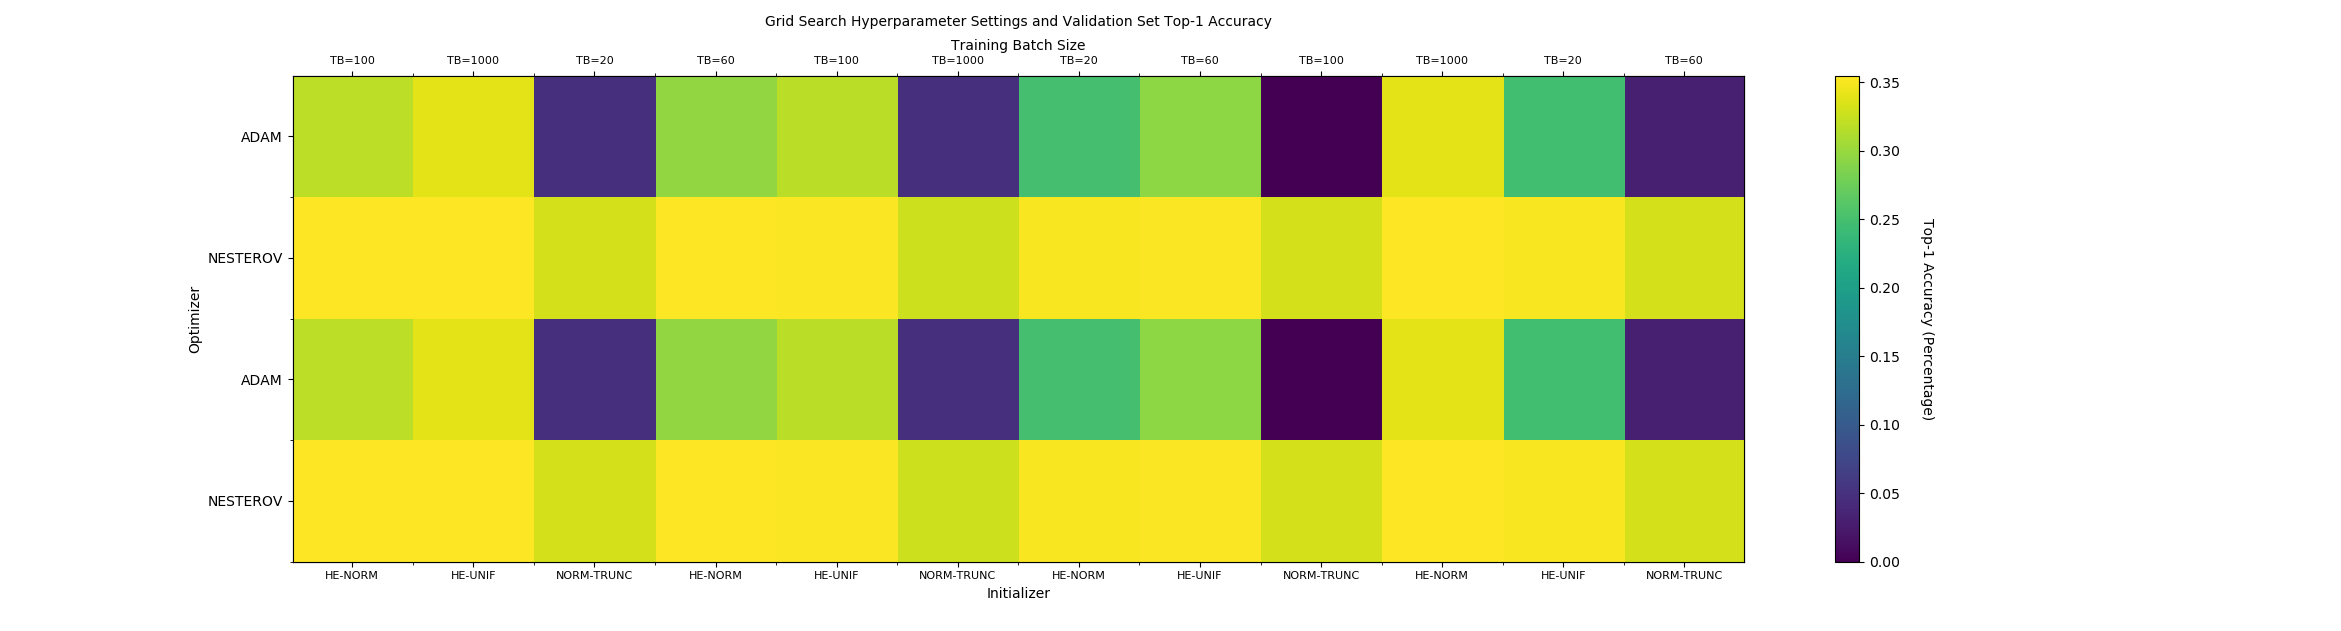 Grid Search Hyperparameter Settings and Validation Set Top-1 Accuracy
Training Batch Size
TB=100 TB=1000 TB=20 TB=60 TB=100 TB=1000 TB=20 TB=60 TB=100 TB=1000 TB=20 TB=60
ADAM
NESTEROV
ADAM
NESTEROV
Optimizer
HE-NORM HE-UNIF NORM-TRUNC HE-NORM HE-UNIF NORM-TRUNC HE-NORM HE-UNIF NORM-TRUNC HE-NORM HE-UNIF NORM-TRUNC
Initializer
0.35
0.30
0.25
0.20
0.15
0.10
0.05
0.00
Top-1 Accuracy (Percentage)